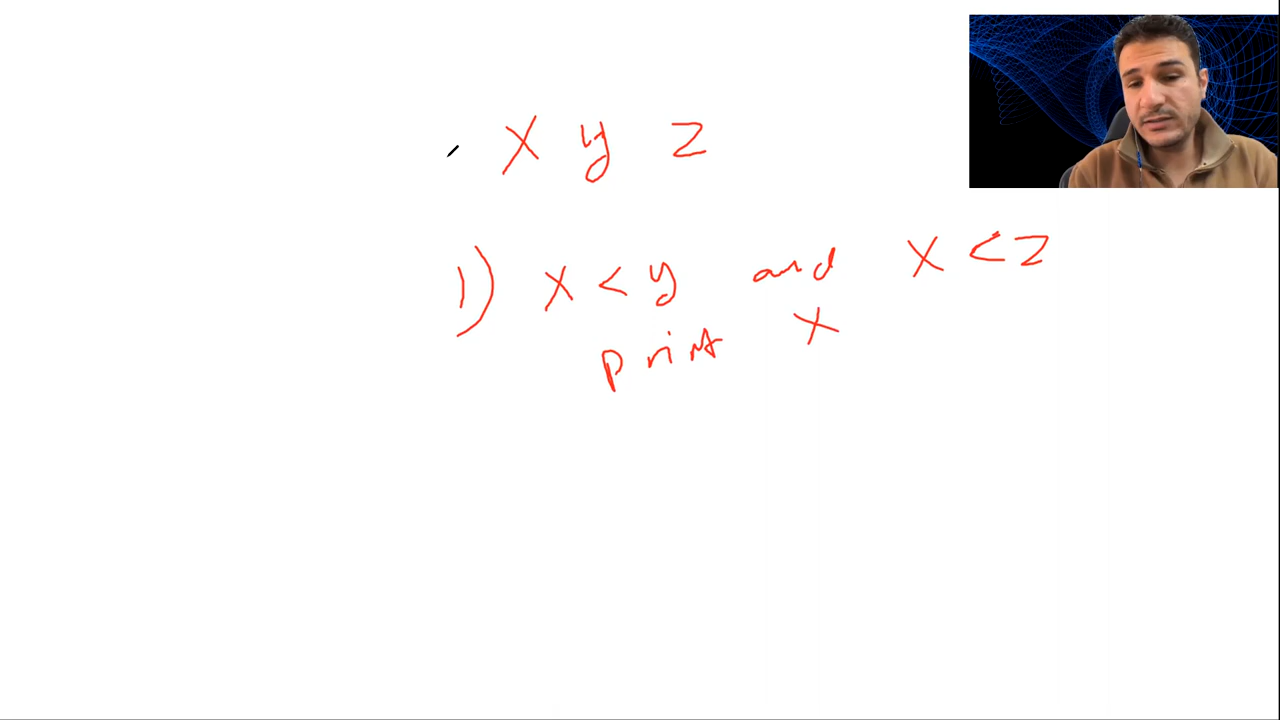 X y z
1) X < y and X < z
print X